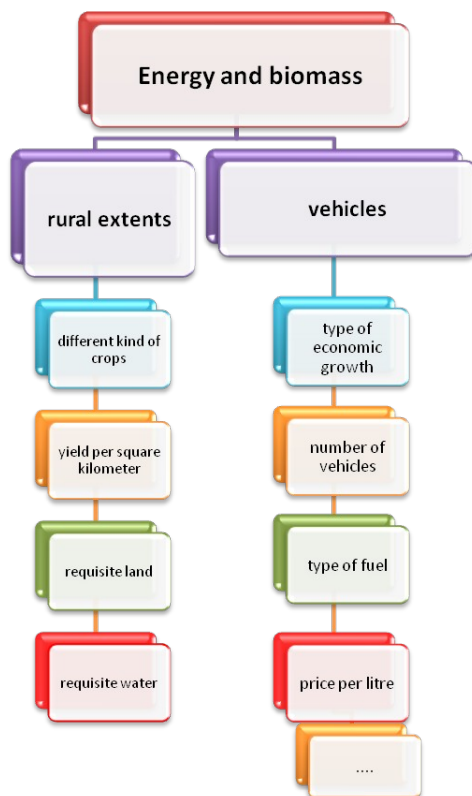 Energy and biomass
rural extents
vehicles
different kind of
crops
type of
economic
growth
yield per square
kilometer
number of
vehicles
requisite land
type of fuel
requisite water
price per litre
....